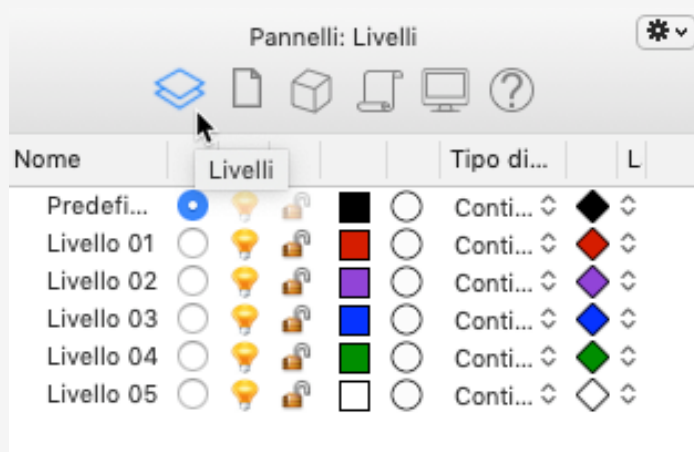 Pannelli: Livelli
?
Nome Tipo di... L
Livelli
Predefi... Conti...
Livello 01 Conti...
Livello 02 Conti...
Livello 03 Conti...
Livello 04 Conti...
Livello 05 Conti...